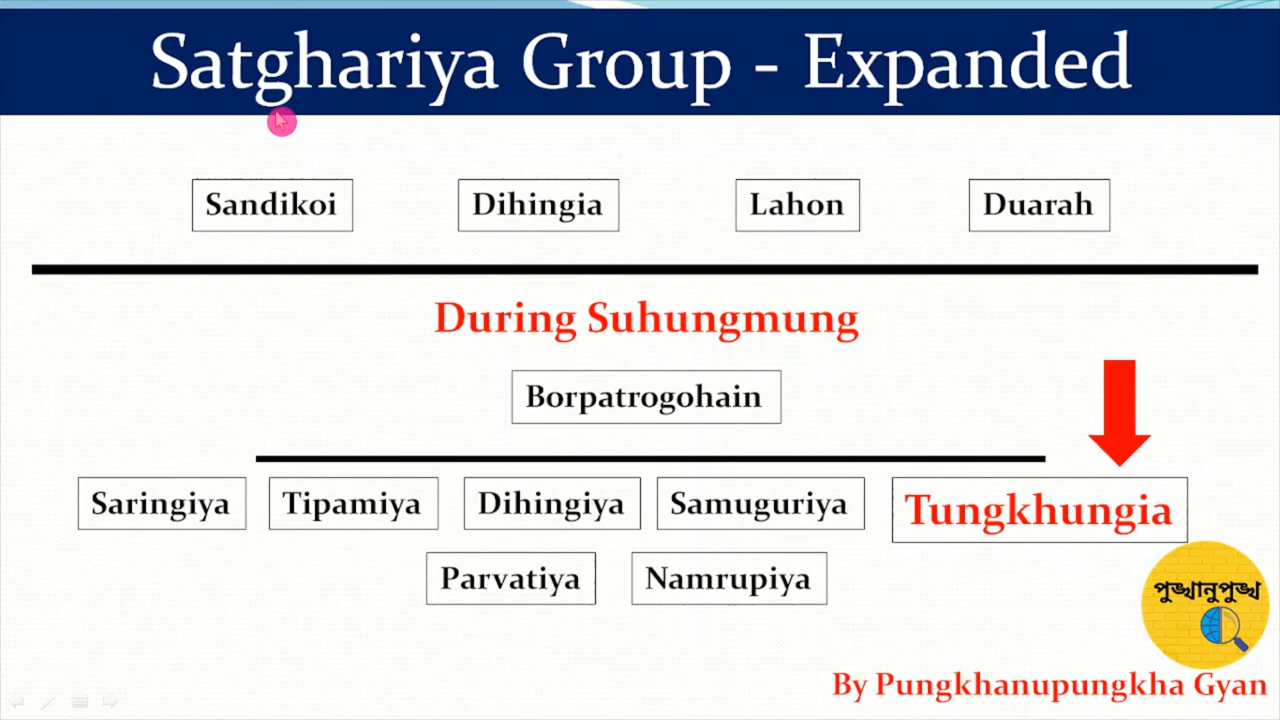 Satghariya Group - Expanded
Sandikoi Dihingia Lahon Duarah
During Suhungmung
Borpatrogohain
Saringiya Tipamiya Dihingiya Samuguriya Tungkhungia
Parvatiya Namrupiya
পুঙ্খানুপুঙ্খ
By Pungkhanupungkha Gyan